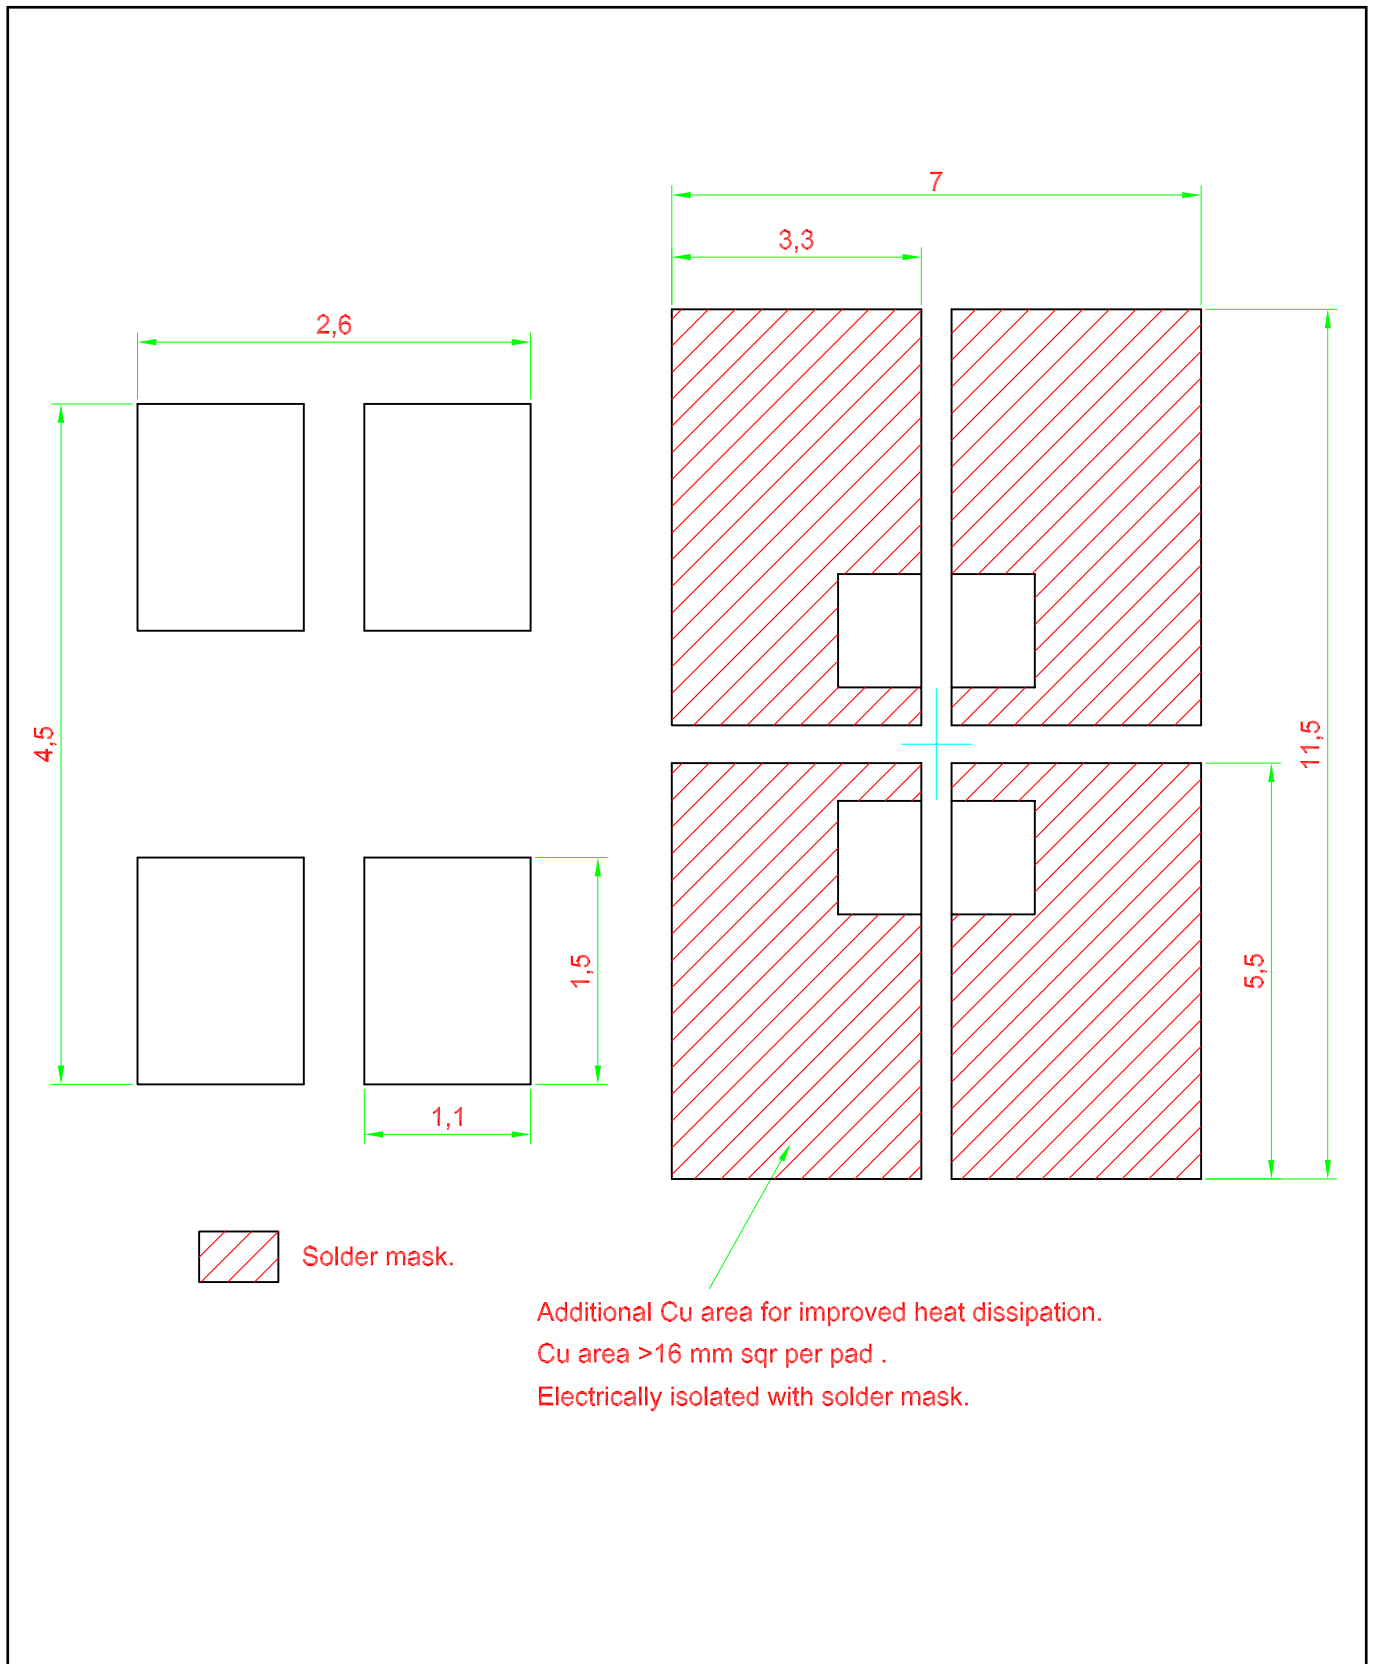 7
3,3
2,6
4,5
11,5
5,5
1,5
1,1
Solder mask.
Additional Cu area for improved heat dissipation.
Cu area >16 mm sqr per pad .
Electrically isolated with solder mask.